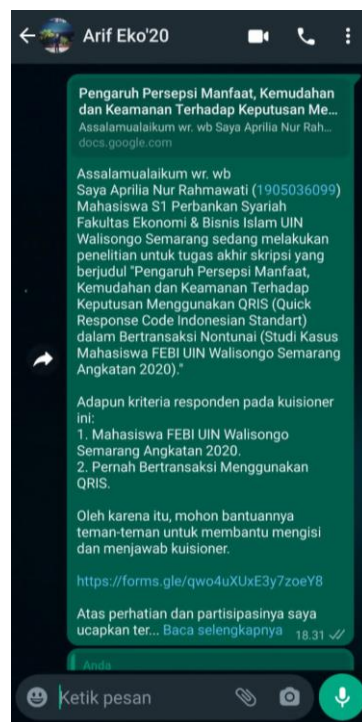 Arif Eko'20
Pengaruh Persepsi Manfaat, Kemudahan
dan Keamanan Terhadap Keputusan Me...
Assalamualaikum wr. wb Saya Aprilia Nur Rah...
docs.google.com
Assalamualaikum wr. wb
Saya Aprilia Nur Rahmawati (1905036099)
Mahasiswa S1 Perbankan Syariah
Fakultas Ekonomi & Bisnis Islam UIN
Walisongo Semarang sedang melakukan
penelitian untuk tugas akhir skripsi yang
berjudul "Pengaruh Persepsi Manfaat,
Kemudahan dan Keamanan Terhadap
Keputusan Menggunakan QRIS (Quick
Response Code Indonesian Standart)
dalam Bertransaksi Nontunai (Studi Kasus
Mahasiswa FEBI UIN Walisongo Semarang
Angkatan 2020)."
Adapun kriteria responden pada kuisioner
ini:
1. Mahasiswa FEBI UIN Walisongo
Semarang Angkatan 2020.
2. Pernah Bertransaksi Menggunakan
QRIS.
Oleh karena itu, mohon bantuannya
teman-teman untuk membantu mengisi
dan menjawab kuisioner.
https://forms.gle/qwo4uXUxE3y7zoeY8
Atas perhatian dan partisipasinya saya
ucapkan ter... Baca selengkapnya 18.31
Anda
Ketik pesan